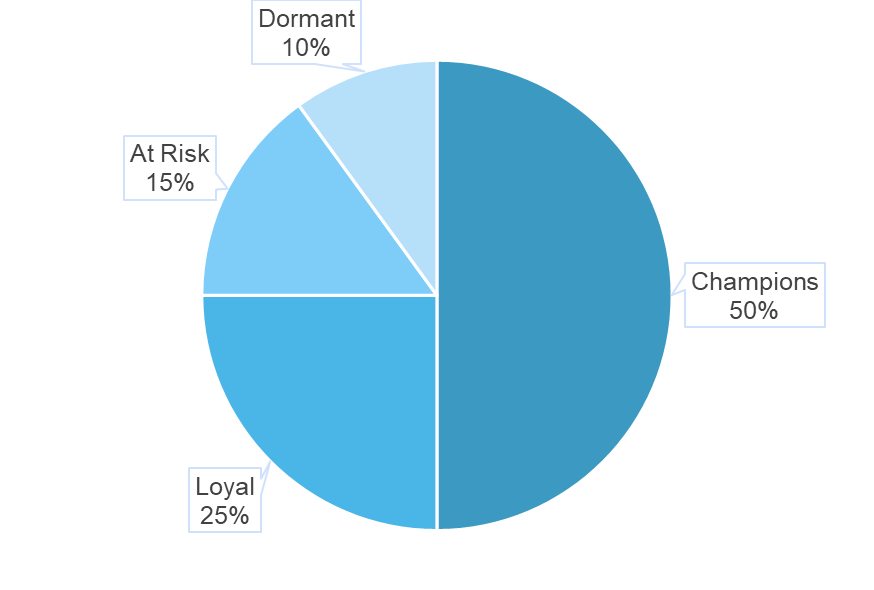 Dormant
10%
At Risk
15%
Champions
50%
Loyal
25%